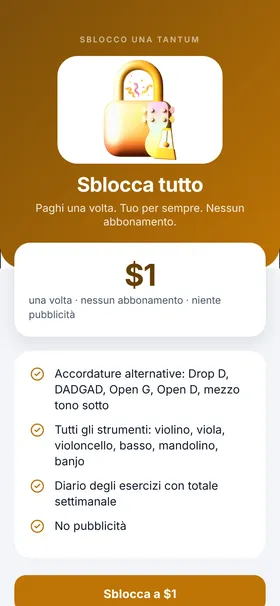 SBLOCCO UNA TANTUM
Sblocca tutto
Paghi una volta. Tuo per sempre. Nessun
abbonamento.
$1
una volta · nessun abbonamento · niente
pubblicità
Accordature alternative: Drop D,
DADGAD, Open G, Open D, mezzo
tono sotto
Tutti gli strumenti: violino, viola,
violoncello, basso, mandolino,
banjo
Diario degli esercizi con totale
settimanale
No pubblicità
Sblocca a $1